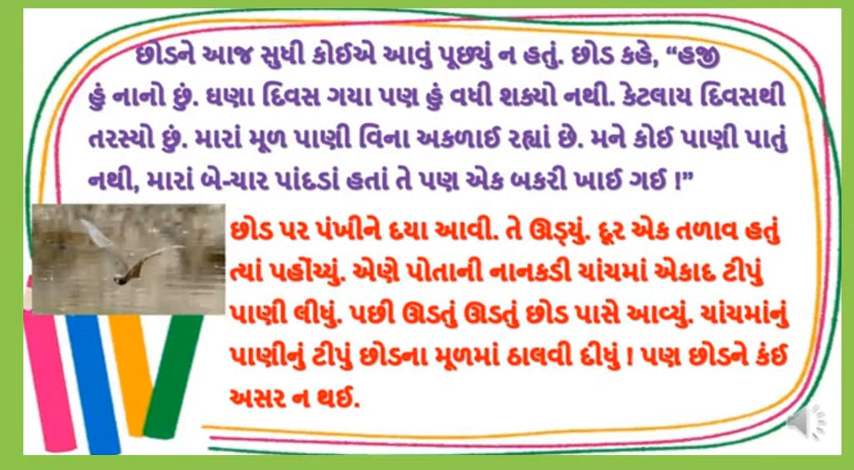 છોડને આજ સુધી કોઈએ આવું પૂછ્યું ન હતું. છોડ કહે, “હજી
હું નાનો છું. ઘણા દિવસ ગયા પણ હું વધી શક્યો નથી. કેટલાય દિવસથી
તરસ્યો છું. મારાં મૂળ પાણી વિના અકળાઈ રહ્યાં છે. મને કોઈ પાણી પાતું
નથી, મારાં બે-ચાર પાંદડાં હતાં તે પણ એક બકરી ખાઈ ગઈ !”
છોડ પર પંખીને દયા આવી. તે ઊડ્યું. દૂર એક તળાવ હતું
ત્યાં પહોંચ્યું. એણે પોતાની નાનકડી ચાંચમાં એકાદ ટીપું
પાણી લીધું. પછી ઊડતું ઊડતું છોડ પાસે આવ્યું. ચાંચમાંનું
પાણીનું ટીપું છોડના મૂળમાં ઠાલવી દીધું ! પણ છોડને કંઈ
અસર ન થઈ.